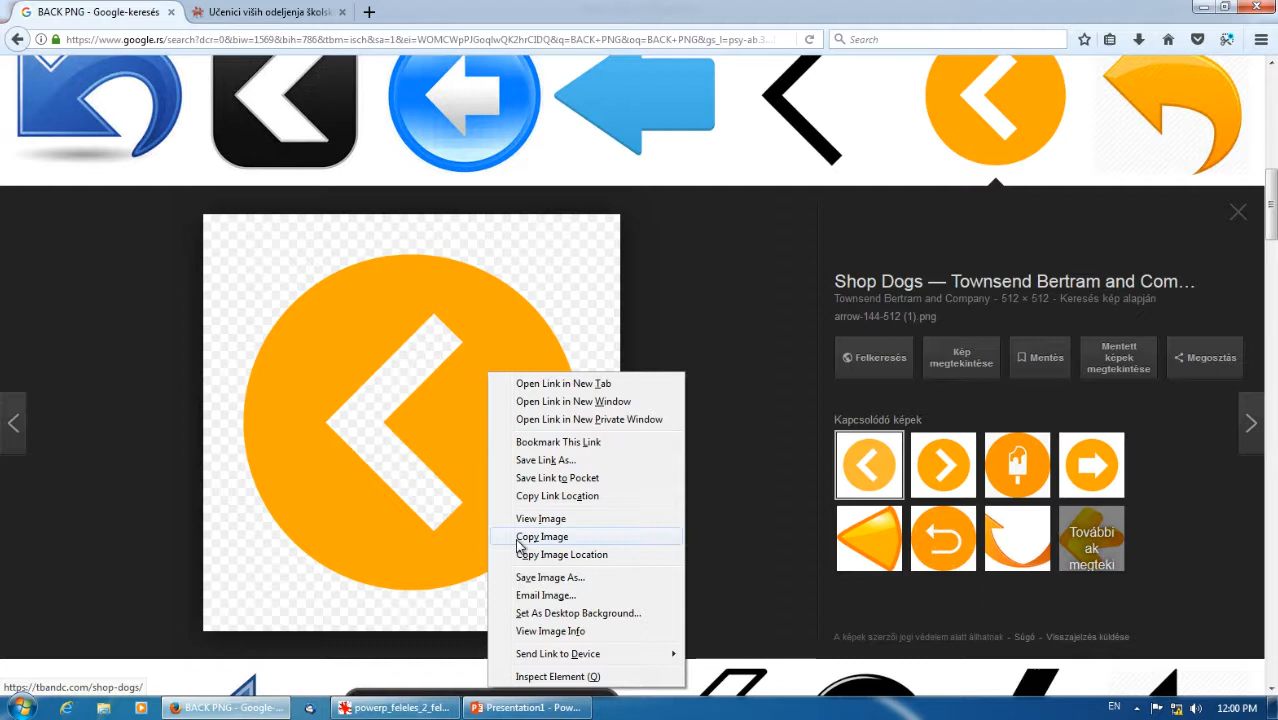 BACK PNG - Google-keresés
Učenici viših odeljenja školsk
https://www.google.rs/search?dcr=0&biw=1569&bih=786&tbm=isch&sa=1&ei=WOMCWpPJGoqlwQK2hrCIDQ&q=BACK+PNG&oq=BACK+PNG&gs_l=psy-ab.3...
Search
Shop Dogs — Townsend Bertram and Com…
Townsend Bertram and Company - 512 × 512 - Keresés kép alapján
arrow-144-512 (1).png
Felkeresés
Kép megtekintése
Mentés
Mentett képek megtekintése
Megosztás
Kapcsolódó képek
További
ak
megteki
A képek szerzői jogi védelem alatt állhatnak - Súgó - Visszajelzés küldése
Open Link in New Tab
Open Link in New Window
Open Link in New Private Window
Bookmark This Link
Save Link As...
Save Link to Pocket
Copy Link Location
View Image
Copy Image
Copy Image Location
Save Image As...
Email Image...
Set As Desktop Background...
View Image Info
Send Link to Device
Inspect Element (Q)
https://tbandc.com/shop-dogs/
BACK PNG - Google-...
powerp_feleles_2_fel...
Presentation1 - Pow...
EN
12:00 PM